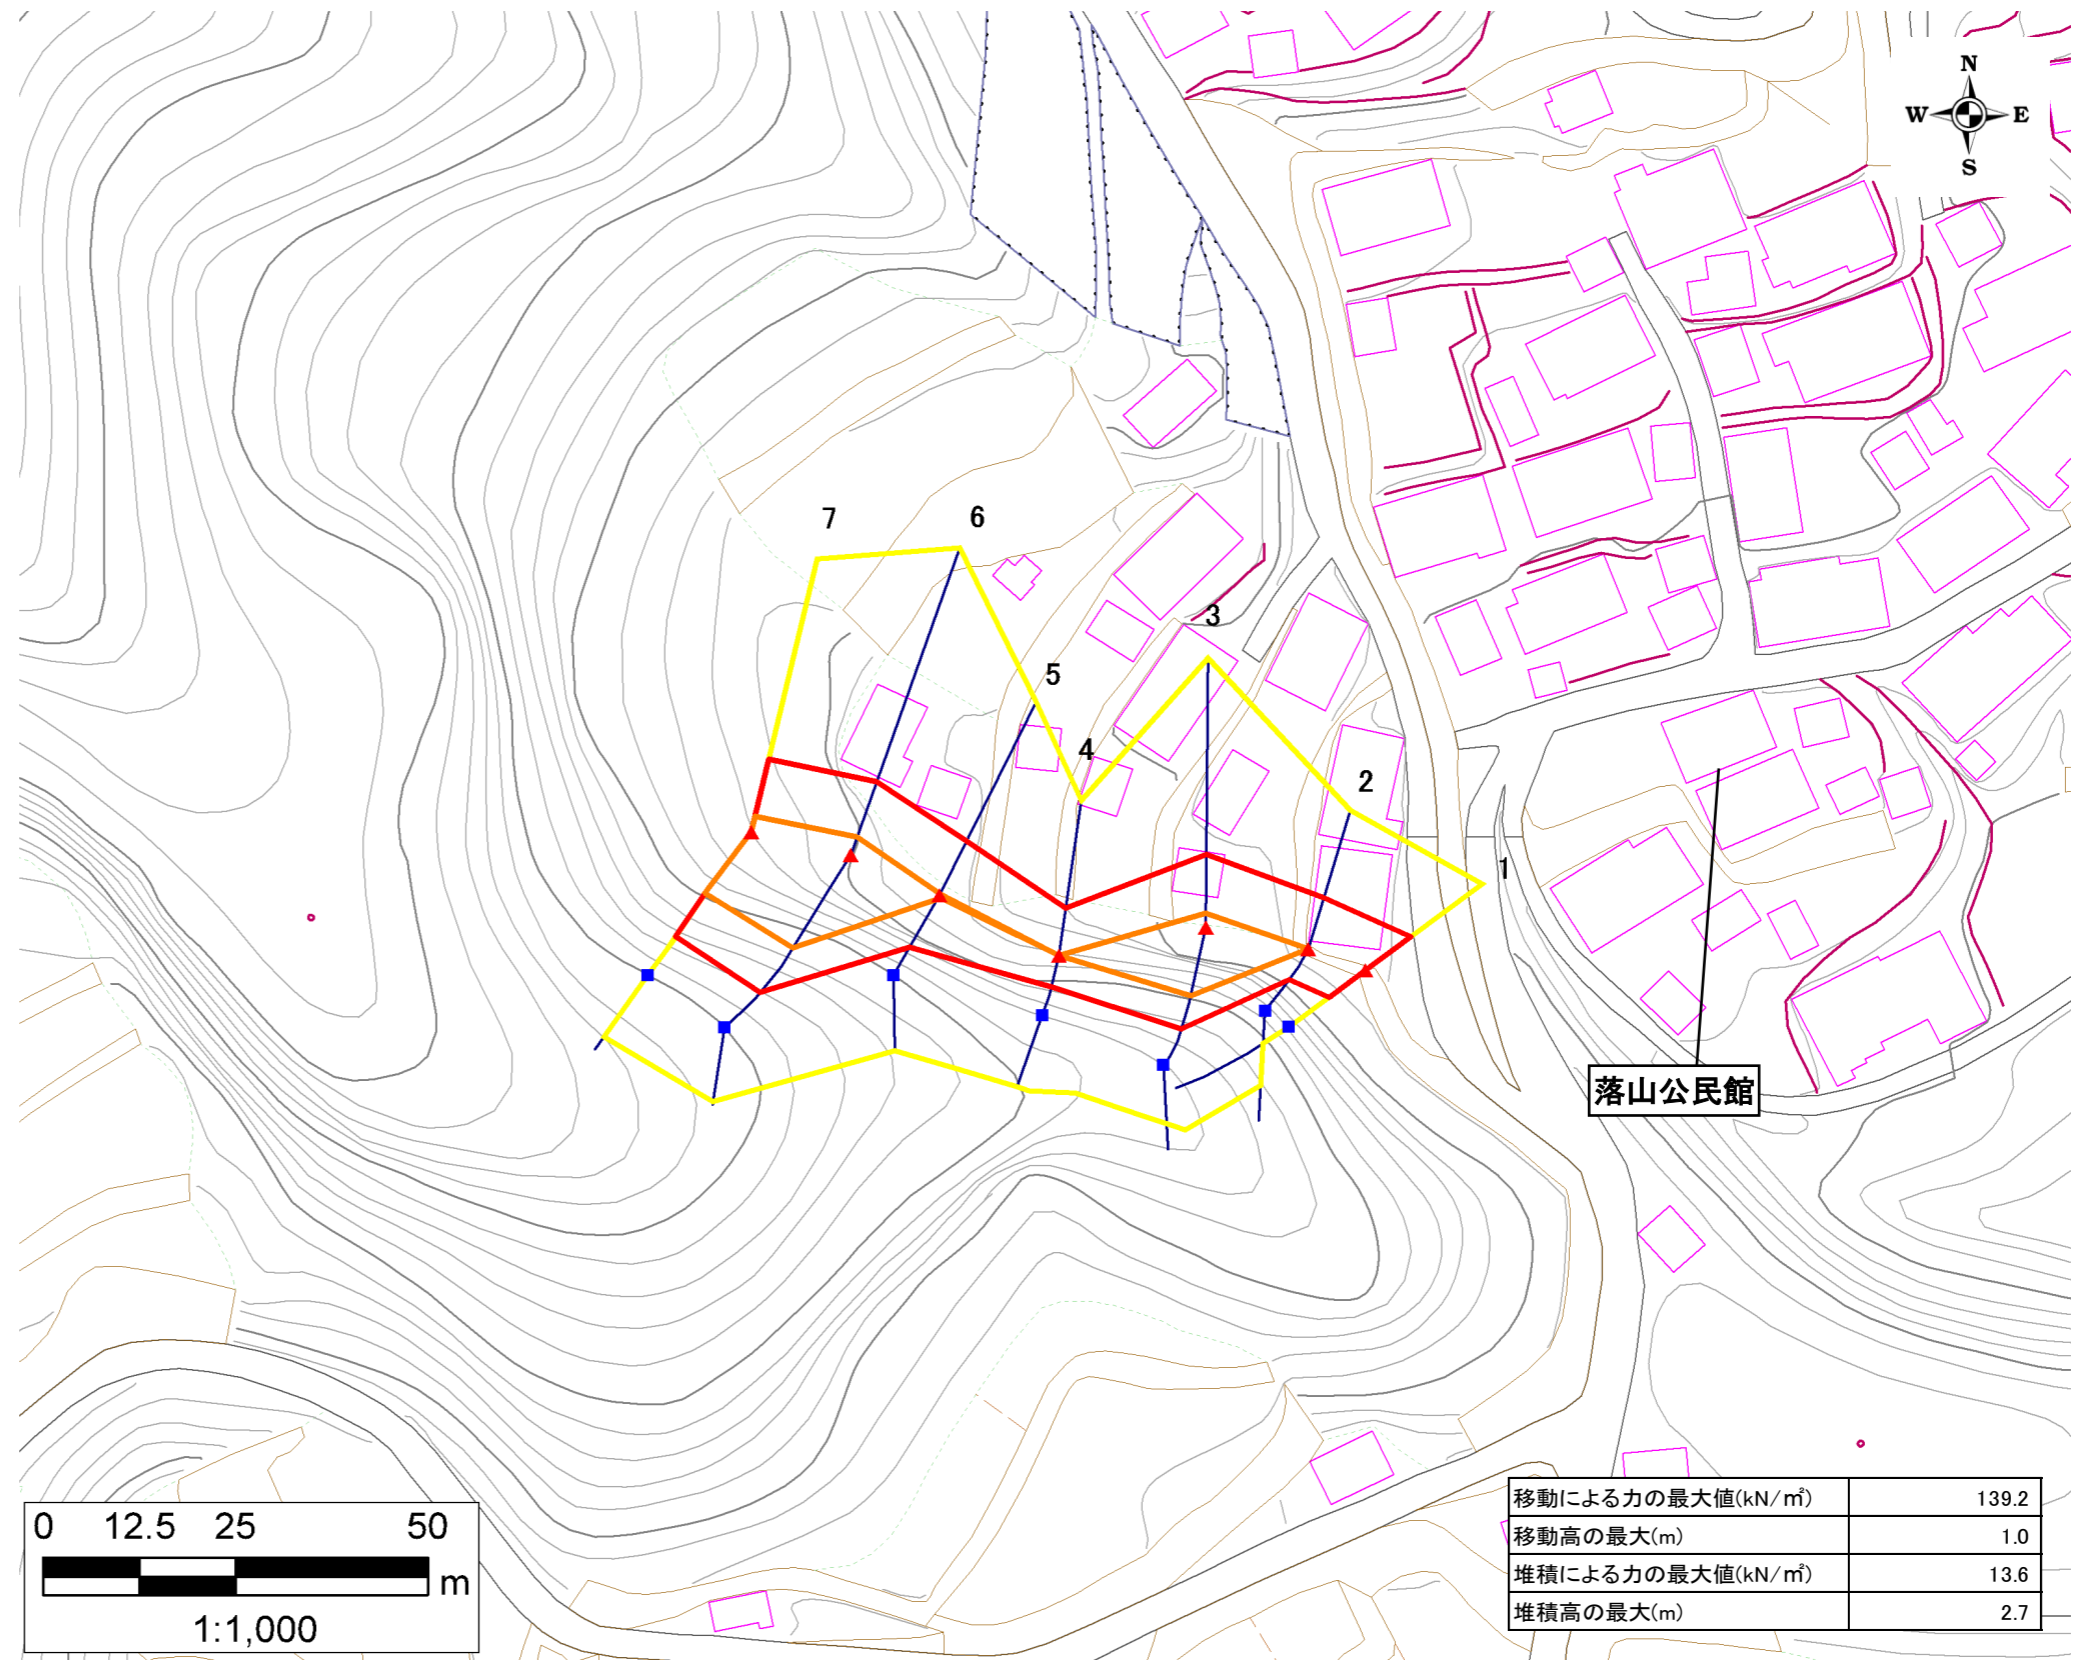 N
W E
S
7
6
3
5
4
2
1
落山公民館
0 12.5 25 50
m
1:1,000
移動による力の最大値(kN/㎡) 139.2
移動高の最大(m) 1.0
堆積による力の最大値(kN/㎡) 13.6
堆積高の最大(m) 2.7